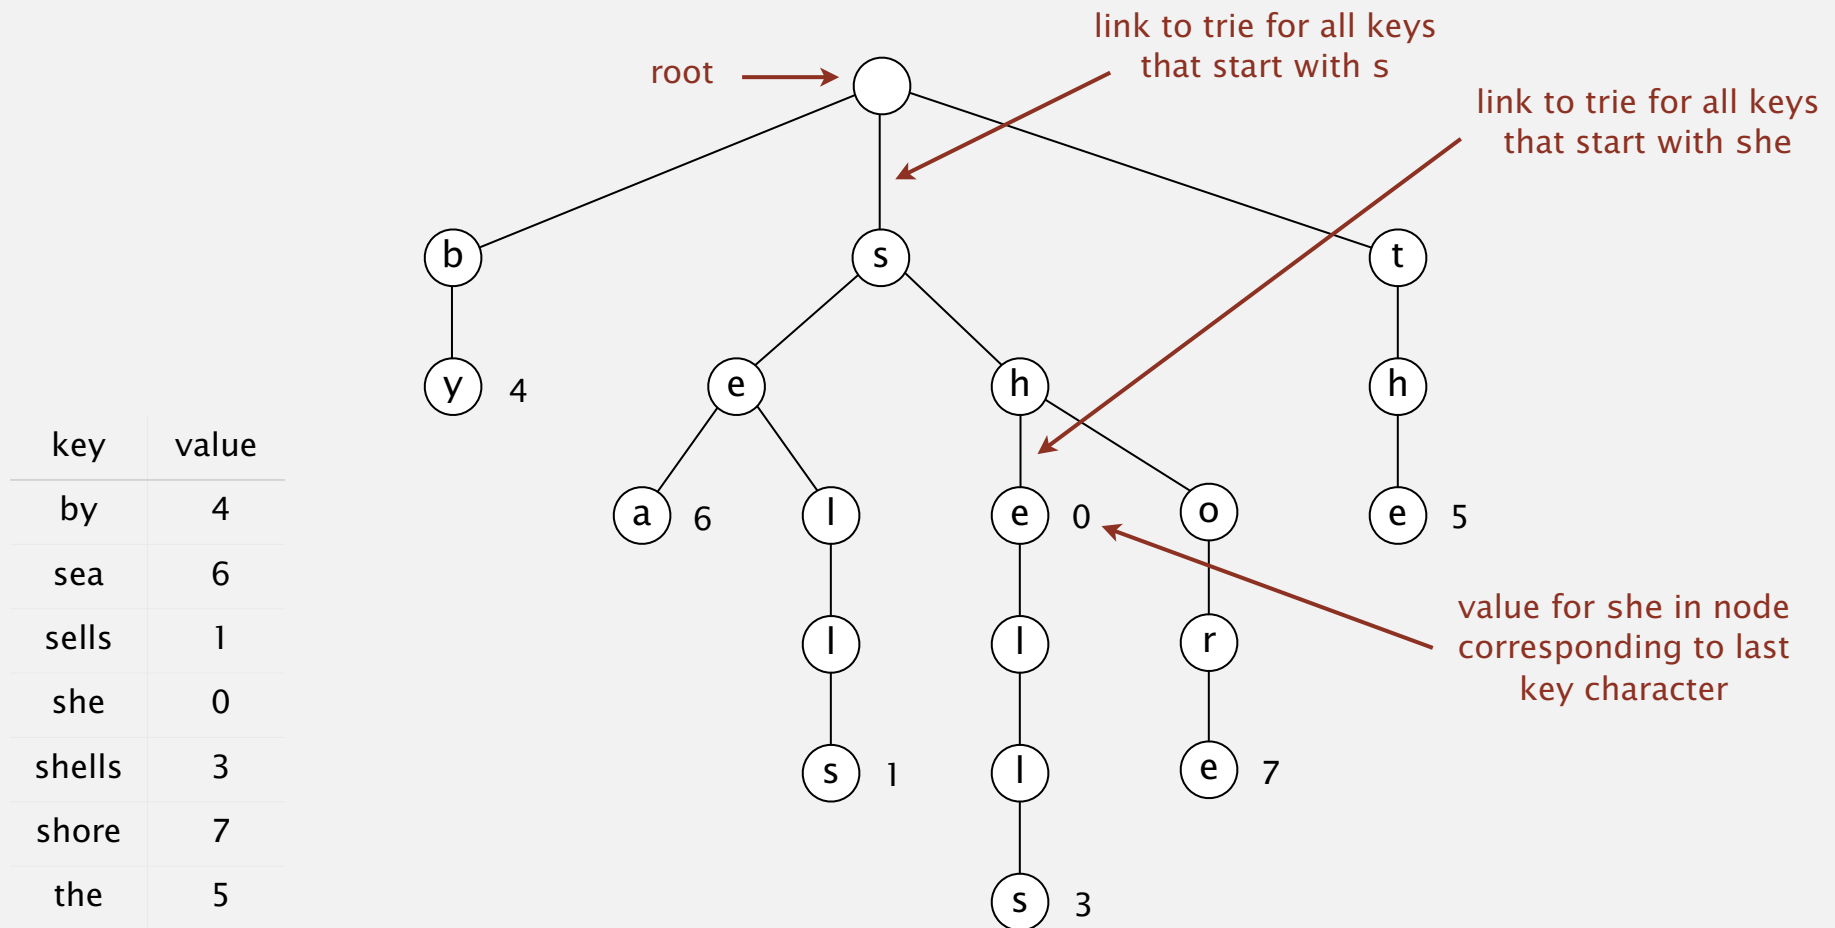 link to trie for all keys
that start with s
root
link to trie for all keys
that start with she
b
s
t
y 4
e
h
h
key value
by 4
sea 6
sells 1
she 0
shells 3
shore 7
the 5
a 6
l
e 0
o
e 5
value for she in node
corresponding to last
key character
l
l
r
s 1
l
e 7
s 3